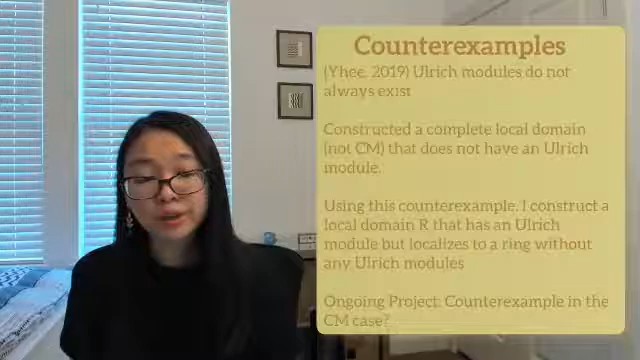 Counterexamples
(Yhee, 2019) Ulrich modules do not
always exist
Constructed a complete local domain
(not CM) that does not have an Ulrich
module.
Using this counterexample, I construct a
local domain R that has an Ulrich
module but localizes to a ring without
any Ulrich modules
Ongoing Project: Counterexample in the
CM case?